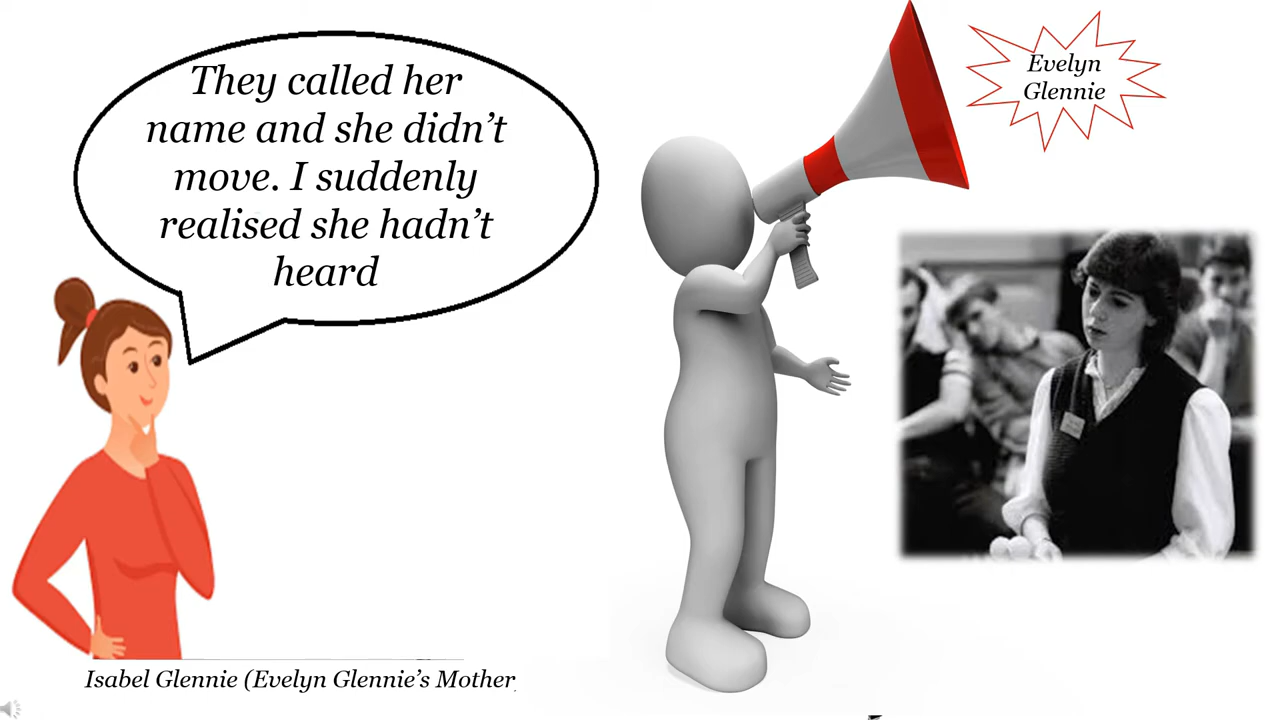 They called her
name and she didn't
move. I suddenly
realised she hadn't
heard
Evelyn
Glennie
Isabel Glennie (Evelyn Glennie's Mother